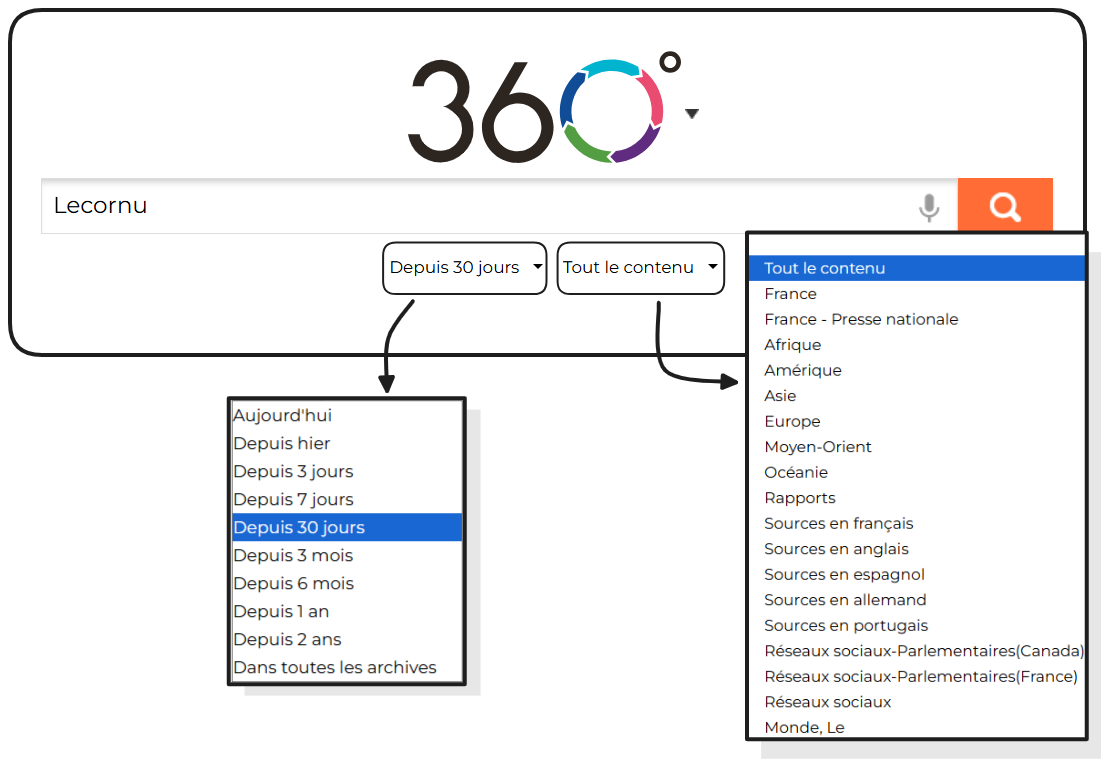 360°
Lecornu
Depuis 30 jours
Tout le contenu
Aujourd'hui
Depuis hier
Depuis 3 jours
Depuis 7 jours
Depuis 30 jours
Depuis 3 mois
Depuis 6 mois
Depuis 1 an
Depuis 2 ans
Dans toutes les archives
Tout le contenu
France
France - Presse nationale
Afrique
Amérique
Asie
Europe
Moyen-Orient
Océanie
Rapports
Sources en français
Sources en anglais
Sources en espagnol
Sources en allemand
Sources en portugais
Réseaux sociaux-Parlementaires(Canada)
Réseaux sociaux-Parlementaires(France)
Réseaux sociaux
Monde, Le